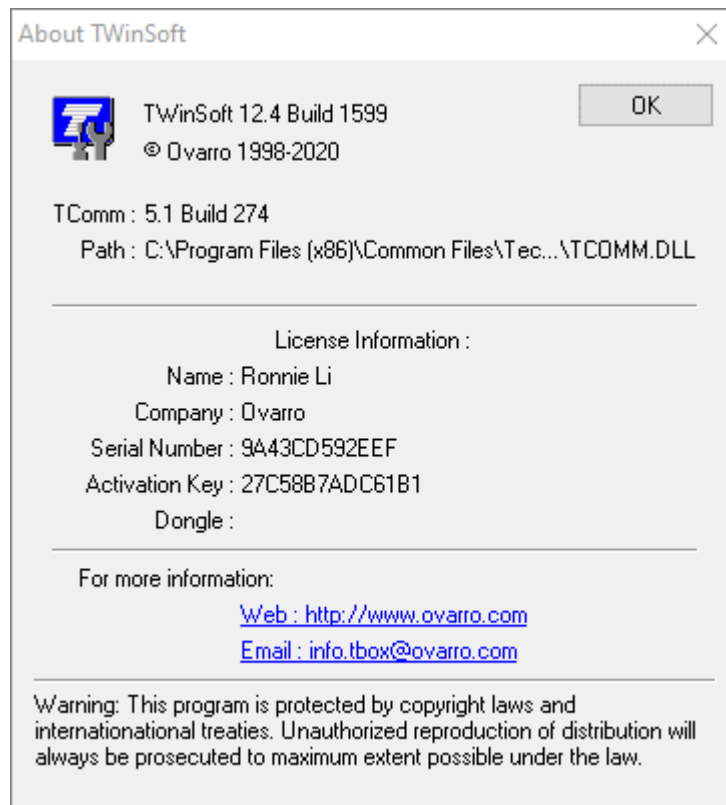 About TWinSoft
OK
TWinSoft 12.4 Build 1599
© Ovarro 1998-2020
TComm : 5.1 Build 274
Path : C:\Program Files (x86)\Common Files\Tec...\TCOMM.DLL
License Information :
Name : Ronnie Li
Company : Ovarro
Serial Number : 9A43CD592EEF
Activation Key : 27C58B7ADC61B1
Dongle :
For more information:
Web : http://www.ovarro.com
Email : info.tbox@ovarro.com
Warning: This program is protected by copyright laws and
internationational treaties. Unauthorized reproduction of distribution will
always be prosecuted to maximum extent possible under the law.